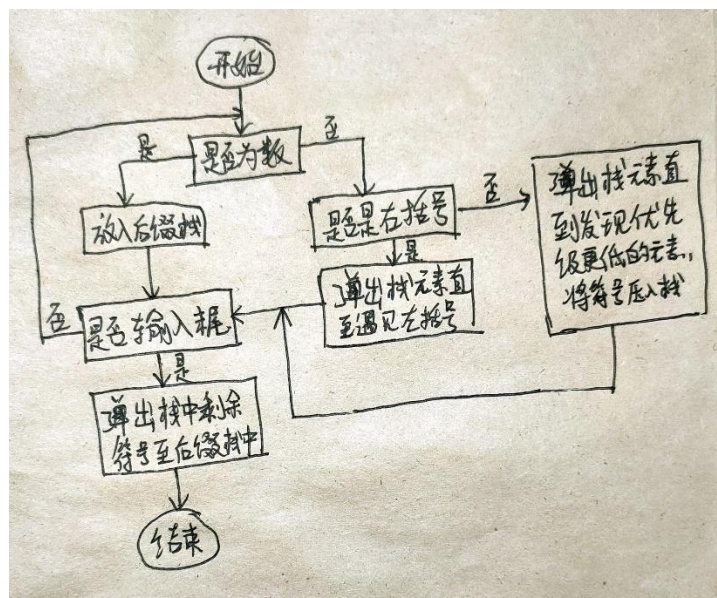 开始
是否为数
是
否
放入后缀栈
是否是右括号
否
弹出栈元素直
到发现优先
级更低的元素,
将符号压入栈
是
弹出栈元素直
至遇见左括号
是否输入
否
是
弹出栈中剩余
符号至后缀栈中
结束